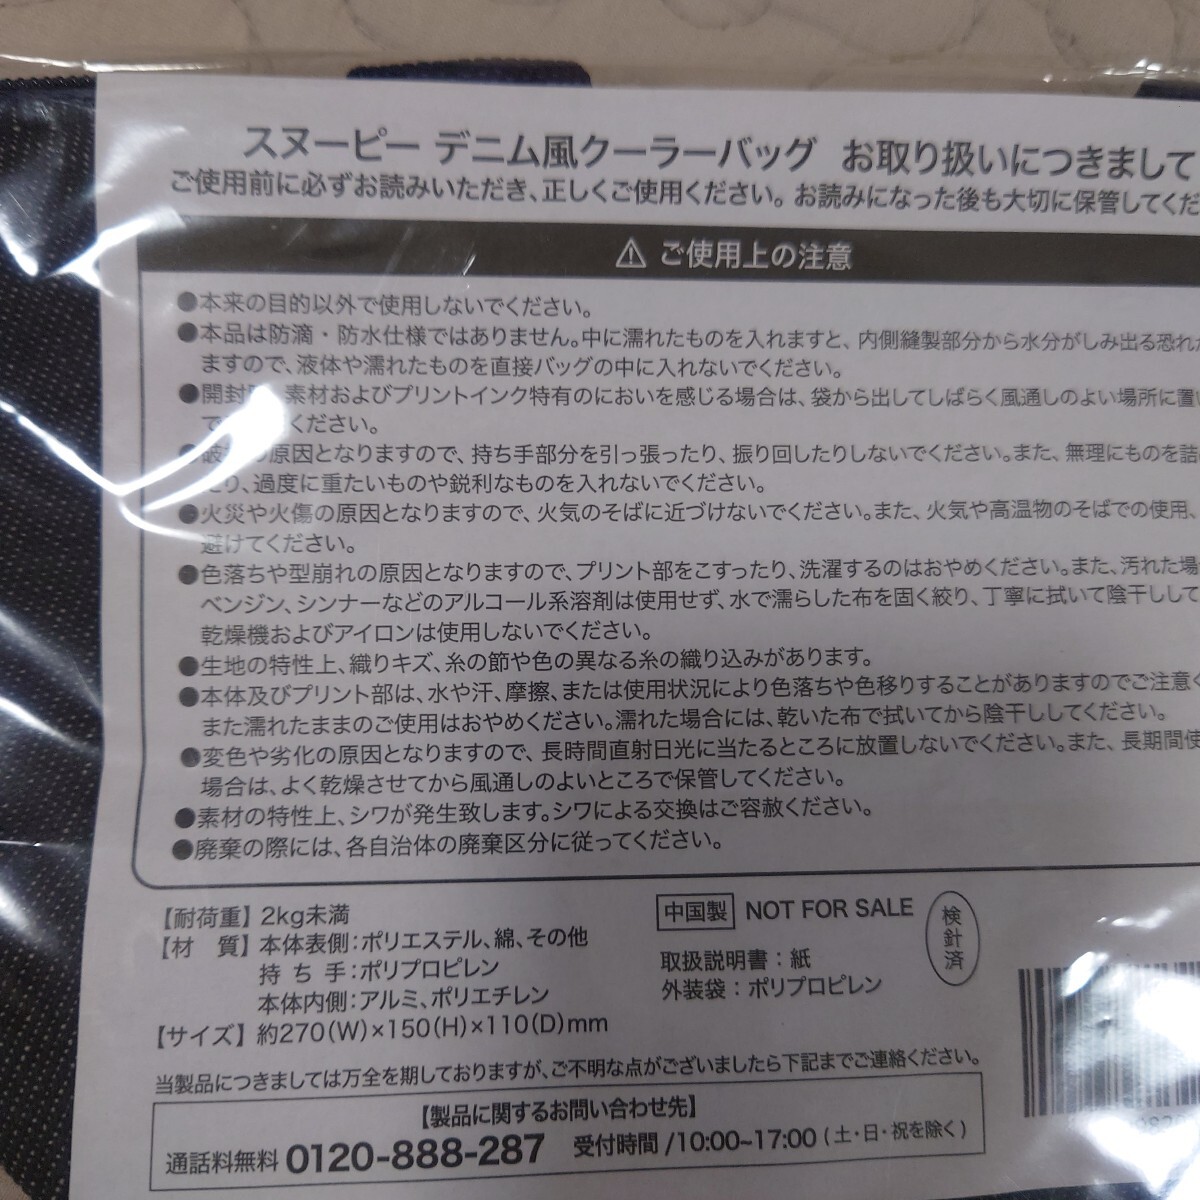 スヌーピー デニム風クーラーバッグ お取り扱いにつきまして
ご使用前に必ずお読みいただき、正しくご使用ください。お読みになった後も大切に保管してくだ
⚠ ご使用上の注意
●本来の目的以外で使用しないでください。
●本品は防滴・防水仕様ではありません。中に濡れたものを入れますと、内側縫製部分から水分がしみ出る恐れが
ますので、液体や濡れたものを直接バッグの中に入れないでください。
●開封 素材およびプリントインク特有のにおいを感じる場合は、袋から出してしばらく風通しのよい場所に置い
て ください。
●破 の原因となりますので、持ち手部分を引っ張ったり、振り回したりしないでください。また、無理にものを詰め
たり、過度に重たいものや鋭利なものを入れないでください。
●火災や火傷の原因となりますので、火気のそばに近づけないでください。また、火気や高温物のそばでの使用、
避けてください。
●色落ちや型崩れの原因となりますので、プリント部をこすったり、洗濯するのはおやめください。また、汚れた場合
ベンジン、シンナーなどのアルコール系溶剤は使用せず、水で濡らした布を固く絞り、丁寧に拭いて陰干しして
乾燥機およびアイロンは使用しないでください。
●生地の特性上、織りキズ、糸の節や色の異なる糸の織り込みがあります。
●本体及びプリント部は、水や汗、摩擦、または使用状況により色落ちや色移りすることがありますのでご注意く
また濡れたままのご使用はおやめください。濡れた場合には、乾いた布で拭いてから陰干ししてください。
●変色や劣化の原因となりますので、長時間直射日光に当たるところに放置しないでください。また、長期間使
場合は、よく乾燥させてから風通しのよいところで保管してください。
●素材の特性上、シワが発生致します。シワによる交換はご容赦ください。
●廃棄の際には、各自治体の廃棄区分に従ってください。
【耐荷重】2kg未満
【材 質】本体表側：ポリエステル、綿、その他
持 ち 手：ポリプロピレン
本体内側：アルミ、ポリエチレン
【サイズ】約270(W)×150(H)×110(D)mm
中国製 NOT FOR SALE
検針済
取扱説明書：紙
外装袋：ポリプロピレン
当製品につきましては万全を期しておりますが、ご不明な点がございましたら下記までご連絡ください。
【製品に関するお問い合わせ先】
通話料無料 0120-888-287 受付時間/10:00~17:00（土・日・祝を除く）